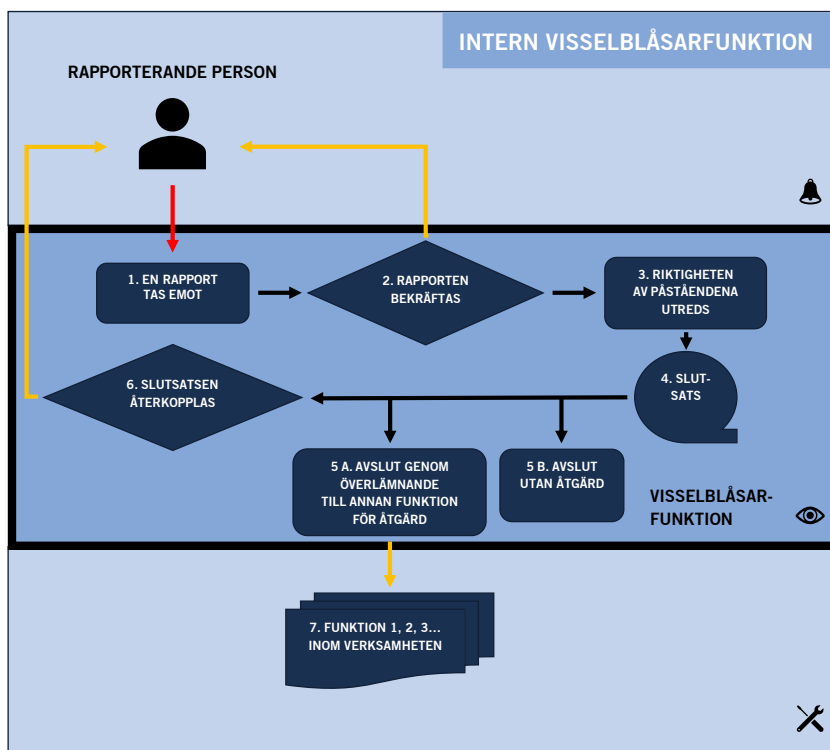 INTERN VISSELBLÅSARFUNKTION
RAPPORTERANDE PERSON
1. EN RAPPORT
TAS EMOT
2. RAPPORTEN
BEKRÄFTAS
3. RIKTIGHETEN
AV PÅSTÅENDENA
UTREDS
4. SLUT-
SATS
5 A. AVSLUT GENOM
ÖVERLÄMNANDE
TILL ANNAN FUNKTION
FÖR ÅTGÄRD
5 B. AVSLUT
UTAN ÅTGÄRD
6. SLUTSATSEN
ÅTERKOPPLAS
VISSELBLÅSAR-
FUNKTION
7. FUNKTION 1, 2, 3...
INOM VERKSAMHETEN